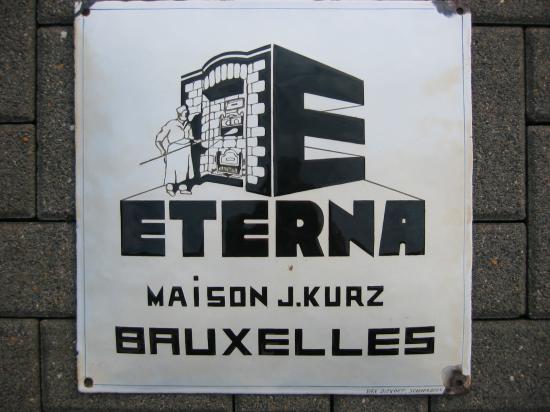 E
ETERNA
MAiSON J.KURZ
BRUXELLES